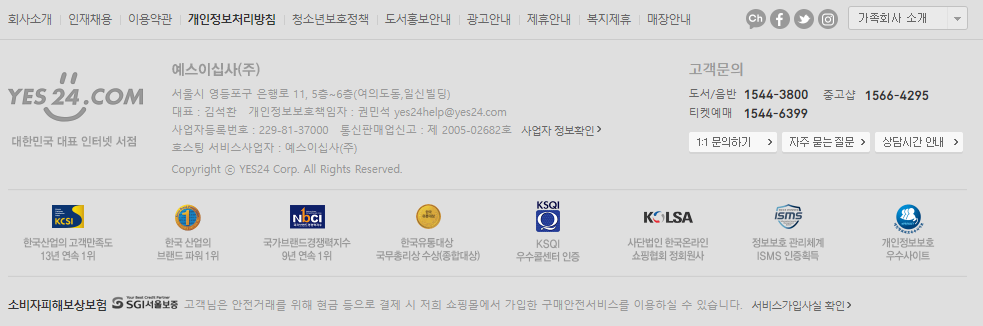 회사소개 인재채용 이용약관 개인정보처리방침 청소년보호정책 도서홍보안내 광고안내 제휴안내 복지제휴 매장안내 Ch 가족회사 소개
YES24.COM
대한민국 대표 인터넷 서점
예스이십사(주)
서울시 영등포구 은행로 11, 5층~6층(여의도동,일신빌딩)
대표 : 김석환 개인정보보호책임자 : 권민석 yes24help@yes24.com
사업자등록번호 : 229-81-37000 통신판매업신고 : 제 2005-02682호 사업자 정보확인
호스팅 서비스사업자 : 예스이십사(주)
Copyright ⓒ YES24 Corp. All Rights Reserved.
고객문의
도서/음반 1544-3800 중고샵 1566-4295
티켓예매 1544-6399
1:1 문의하기 자주 묻는 질문 상담시간 안내
KCSI
한국산업의 고객만족도
13년 연속 1위
1
한국 산업의
브랜드 파워 1위
NBCI
국가브랜드경쟁력지수
9년 연속 1위
한국유통대상
국무총리상 수상(종합대상)
KSQI
KSQI
우수콜센터 인증
KOLSA
사단법인 한국온라인
쇼핑협회 정회원사
ISMS
정보보호 관리체계
ISMS 인증획득
개인정보보호
우수사이트
소비자피해보상보험 SGI서울보증 고객님은 안전거래를 위해 현금 등으로 결제 시 저희 쇼핑몰에서 가입한 구매안전서비스를 이용하실 수 있습니다. 서비스가입사실 확인